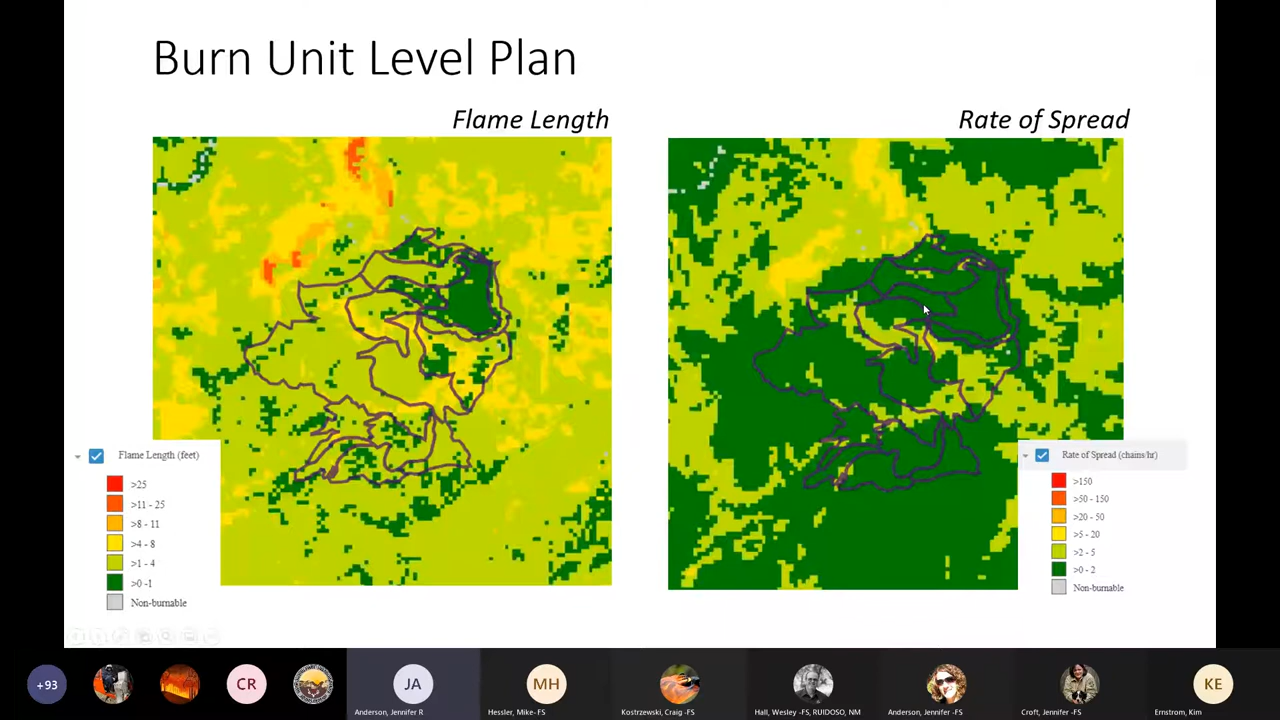 Burn Unit Level Plan
Flame Length
Rate of Spread
Flame Length (feet)
>25
>11 - 25
>8 - 11
>4 - 8
>1 - 4
>0 -1
Non-burnable
Rate of Spread (chains/hr)
>150
>50 - 150
>20 - 50
>5 - 20
>2 - 5
>0 - 2
Non-burnable
+93
CR
JA
MH
KE
Anderson, Jennifer R
Hessler, Mike- FS
Kostrzewski, Craig -FS
Hall, Wesley -FS, RUIDOSO, NM
Anderson, Jennifer -FS
Croft, Jennifer -FS
Ernstrom, Kim